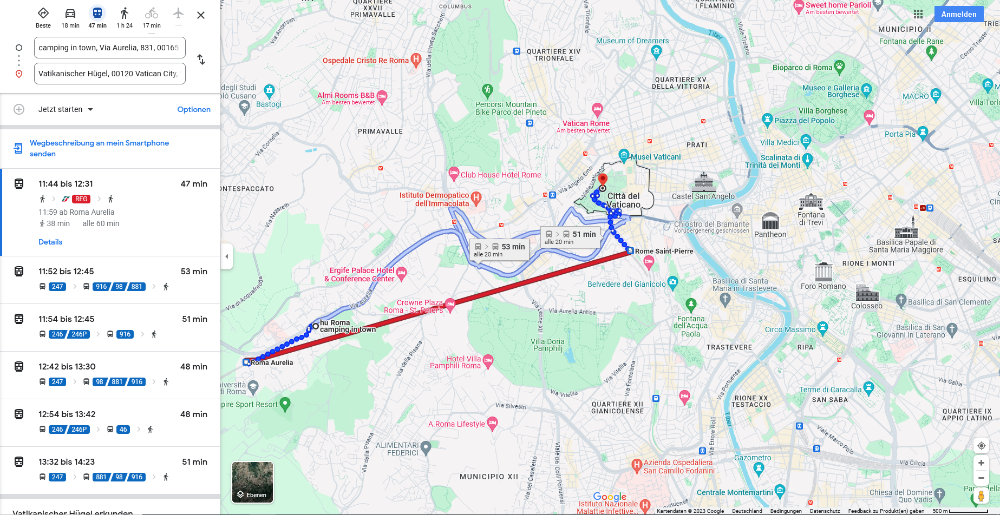 Beste
18 min
47 min
1 h 24
17 min
camping in town, Via Aurelia, 831, 00165
Vatikanischer Hügel, 00120 Vatican City,
Jetzt starten
Optionen
Wegbeschreibung an mein Smartphone
senden
11:44 bis 12:31
47 min
REG
11:59 ab Roma Aurelia
38 min
alle 60 min
Details
11:52 bis 12:45
53 min
247
916 / 98 / 881
11:54 bis 12:45
51 min
246 / 246P
916
12:42 bis 13:30
48 min
247
98 / 881 / 916
12:54 bis 13:42
48 min
246 / 246P
46
13:32 bis 14:23
51 min
247
881 / 98 / 916
Vatikanischer Hügel erkunden
Anmelden
QUARTIERE
XXVII
PRIMAVALLE
COLUMBUS
QUARTIERE
I FLAMINIO
Sweet home Parioli
Am besten bewertet
MUNICIPIO II
Via Andersen
Via della Pineta Sacchetti
Via Trionfale
Tiber
Via Tiziano
Museum of Dreamers
Fontana delle Rane
Corso Trieste
QUARTIERE XIV
TRIONFALE
Ospedale Cristo Re Roma
Bioparco di Roma
QUARTIERE XV
DELLA VITTORIA
degli Studi
olò Cusano
Bastogi
Almi Rooms B&B
Am besten bewertet
Percorsi Mountain
Bike Parco del Pineto
Museo e Galleria
Borghese
MACRO
Villa Torlo
Villa Borghese
Piazza del Popolo
Vatican Rome
Am besten bewertet
PRIMAVALLE
Via Cornelia
Porta Pia
Villa Medici
PRATI
Musei Vaticani
Scalinata di
Trinità dei Monti
Club House Hotel Rome
Via Angelo Emo
Viale Vaticano
ONTESPACCATO
Via Nazareth
Istituto Dermopatico
dell'Immacolata
Città del
Vaticano
Castel Sant'Angelo
Fontana
di Trevi
Chiostro del Bramante
Vorübergehend geschlossen
Pantheon
Basilica Papale di
Santa Maria Maggiore
51 min
alle 20 min
53 min
alle 20 min
Rome Saint-Pierre
RIONE I MONTI
Ergife Palace Hotel
& Conference Center
Belvedere del Gianicolo
Basilica di Santa
Maria in Trastevere
Foro Romano
ESQUILINO
Via di Acquafredda
Via Aurelia
Crowne Plaza
Roma - St. Peter's
Via Leone XIII
Via Aurelia Antica
Colosseo
Basilica di San Clemente
hu Roma
camping in town
Fontana
dell'Acqua
Paola
Circo Massimo
Basilica di San
Giovanni in Laterano
Villa Doria
Pamphilj
TRASTEVERE
RIPA
Roma Aurelia
Hotel Villa
Pamphili Roma
Via della Pisana
Via Vitellia
Via Fonteiana
Via Portuense
iversità
di Roma
Via Vitellia
Terme di Caracalla
Via Gallia
SAN SABA
RIONE XX
TESTACCIO
pire Sport Resort
Via Silvestri
QUARTIERE XII
GIANICOLENSE
QUARTIERE IX
APPIO LATINO
A.Roma Lifestyle
Tiber
Via Ettore Rolli
Via Marco Polo
ALIMENTARI
FEDERICI
Via della Pisana
Via del Casaletto
Viale dei Colli Portuensi
Gazometro
Azienda Ospedaliera
San Camillo Forlanini
Via Cilicia
MUNICIPIO XII
Centrale Montemartini
Chiesa del Domine
Quo Vadis
Ebenen
Google
Istituto Nazionale
Malattie Infettive...
Kartendaten © 2023 Google
Deutschland
Bedingungen
Datenschutz
Feedback zu Produkt(en) geben
500 m